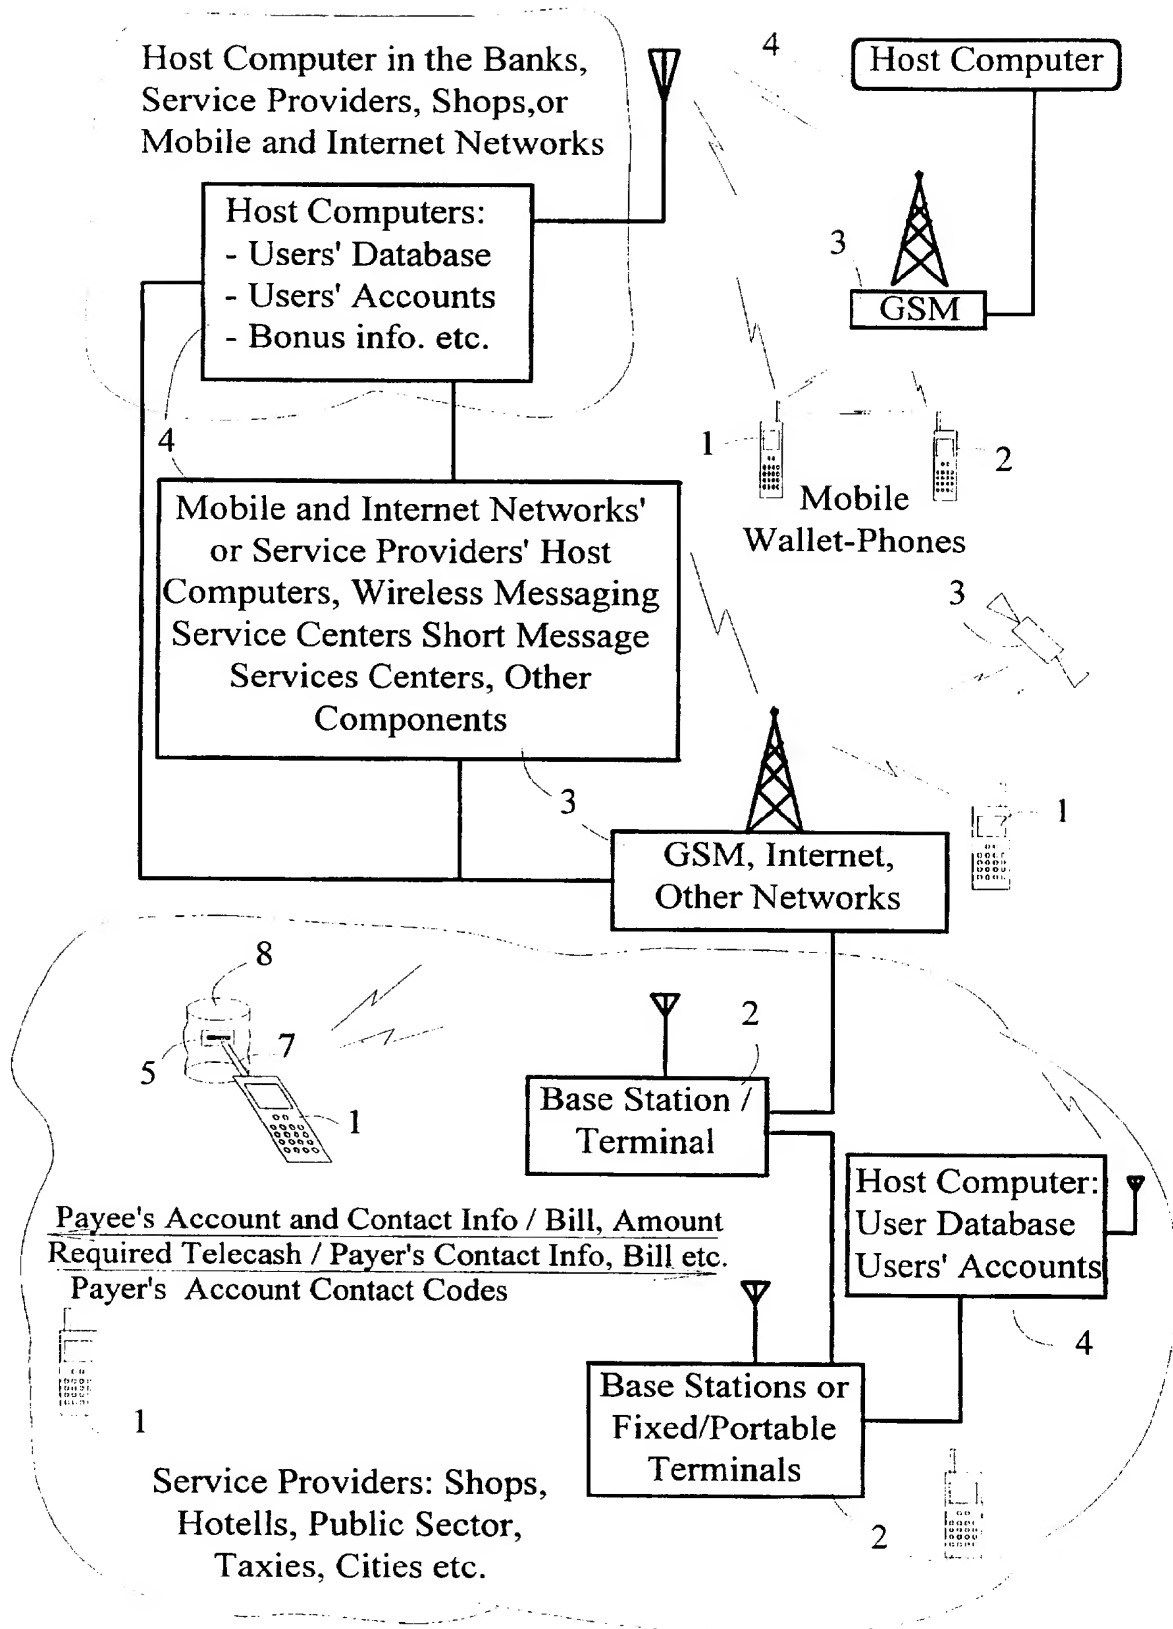 Host Computer in the Banks,
Service Providers, Shops,or
Mobile and Internet Networks
4
Host Computer
Host Computers:
- Users' Database
- Users' Accounts
- Bonus info. etc.
3
GSM
4
1
2
Mobile
Wallet-Phones
Mobile and Internet Networks'
or Service Providers' Host
Computers, Wireless Messaging
Service Centers Short Message
Services Centers, Other
Components
3
3
1
GSM, Internet,
Other Networks
8
5
7
1
2
Base Station /
Terminal
Host Computer:
User Database
Users' Accounts
4
Payee's Account and Contact Info / Bill, Amount
Required Telecash / Payer's Contact Info, Bill etc.
Payer's Account Contact Codes
1
Base Stations or
Fixed/Portable
Terminals
2
Service Providers: Shops,
Hotells, Public Sector,
Taxies, Cities etc.